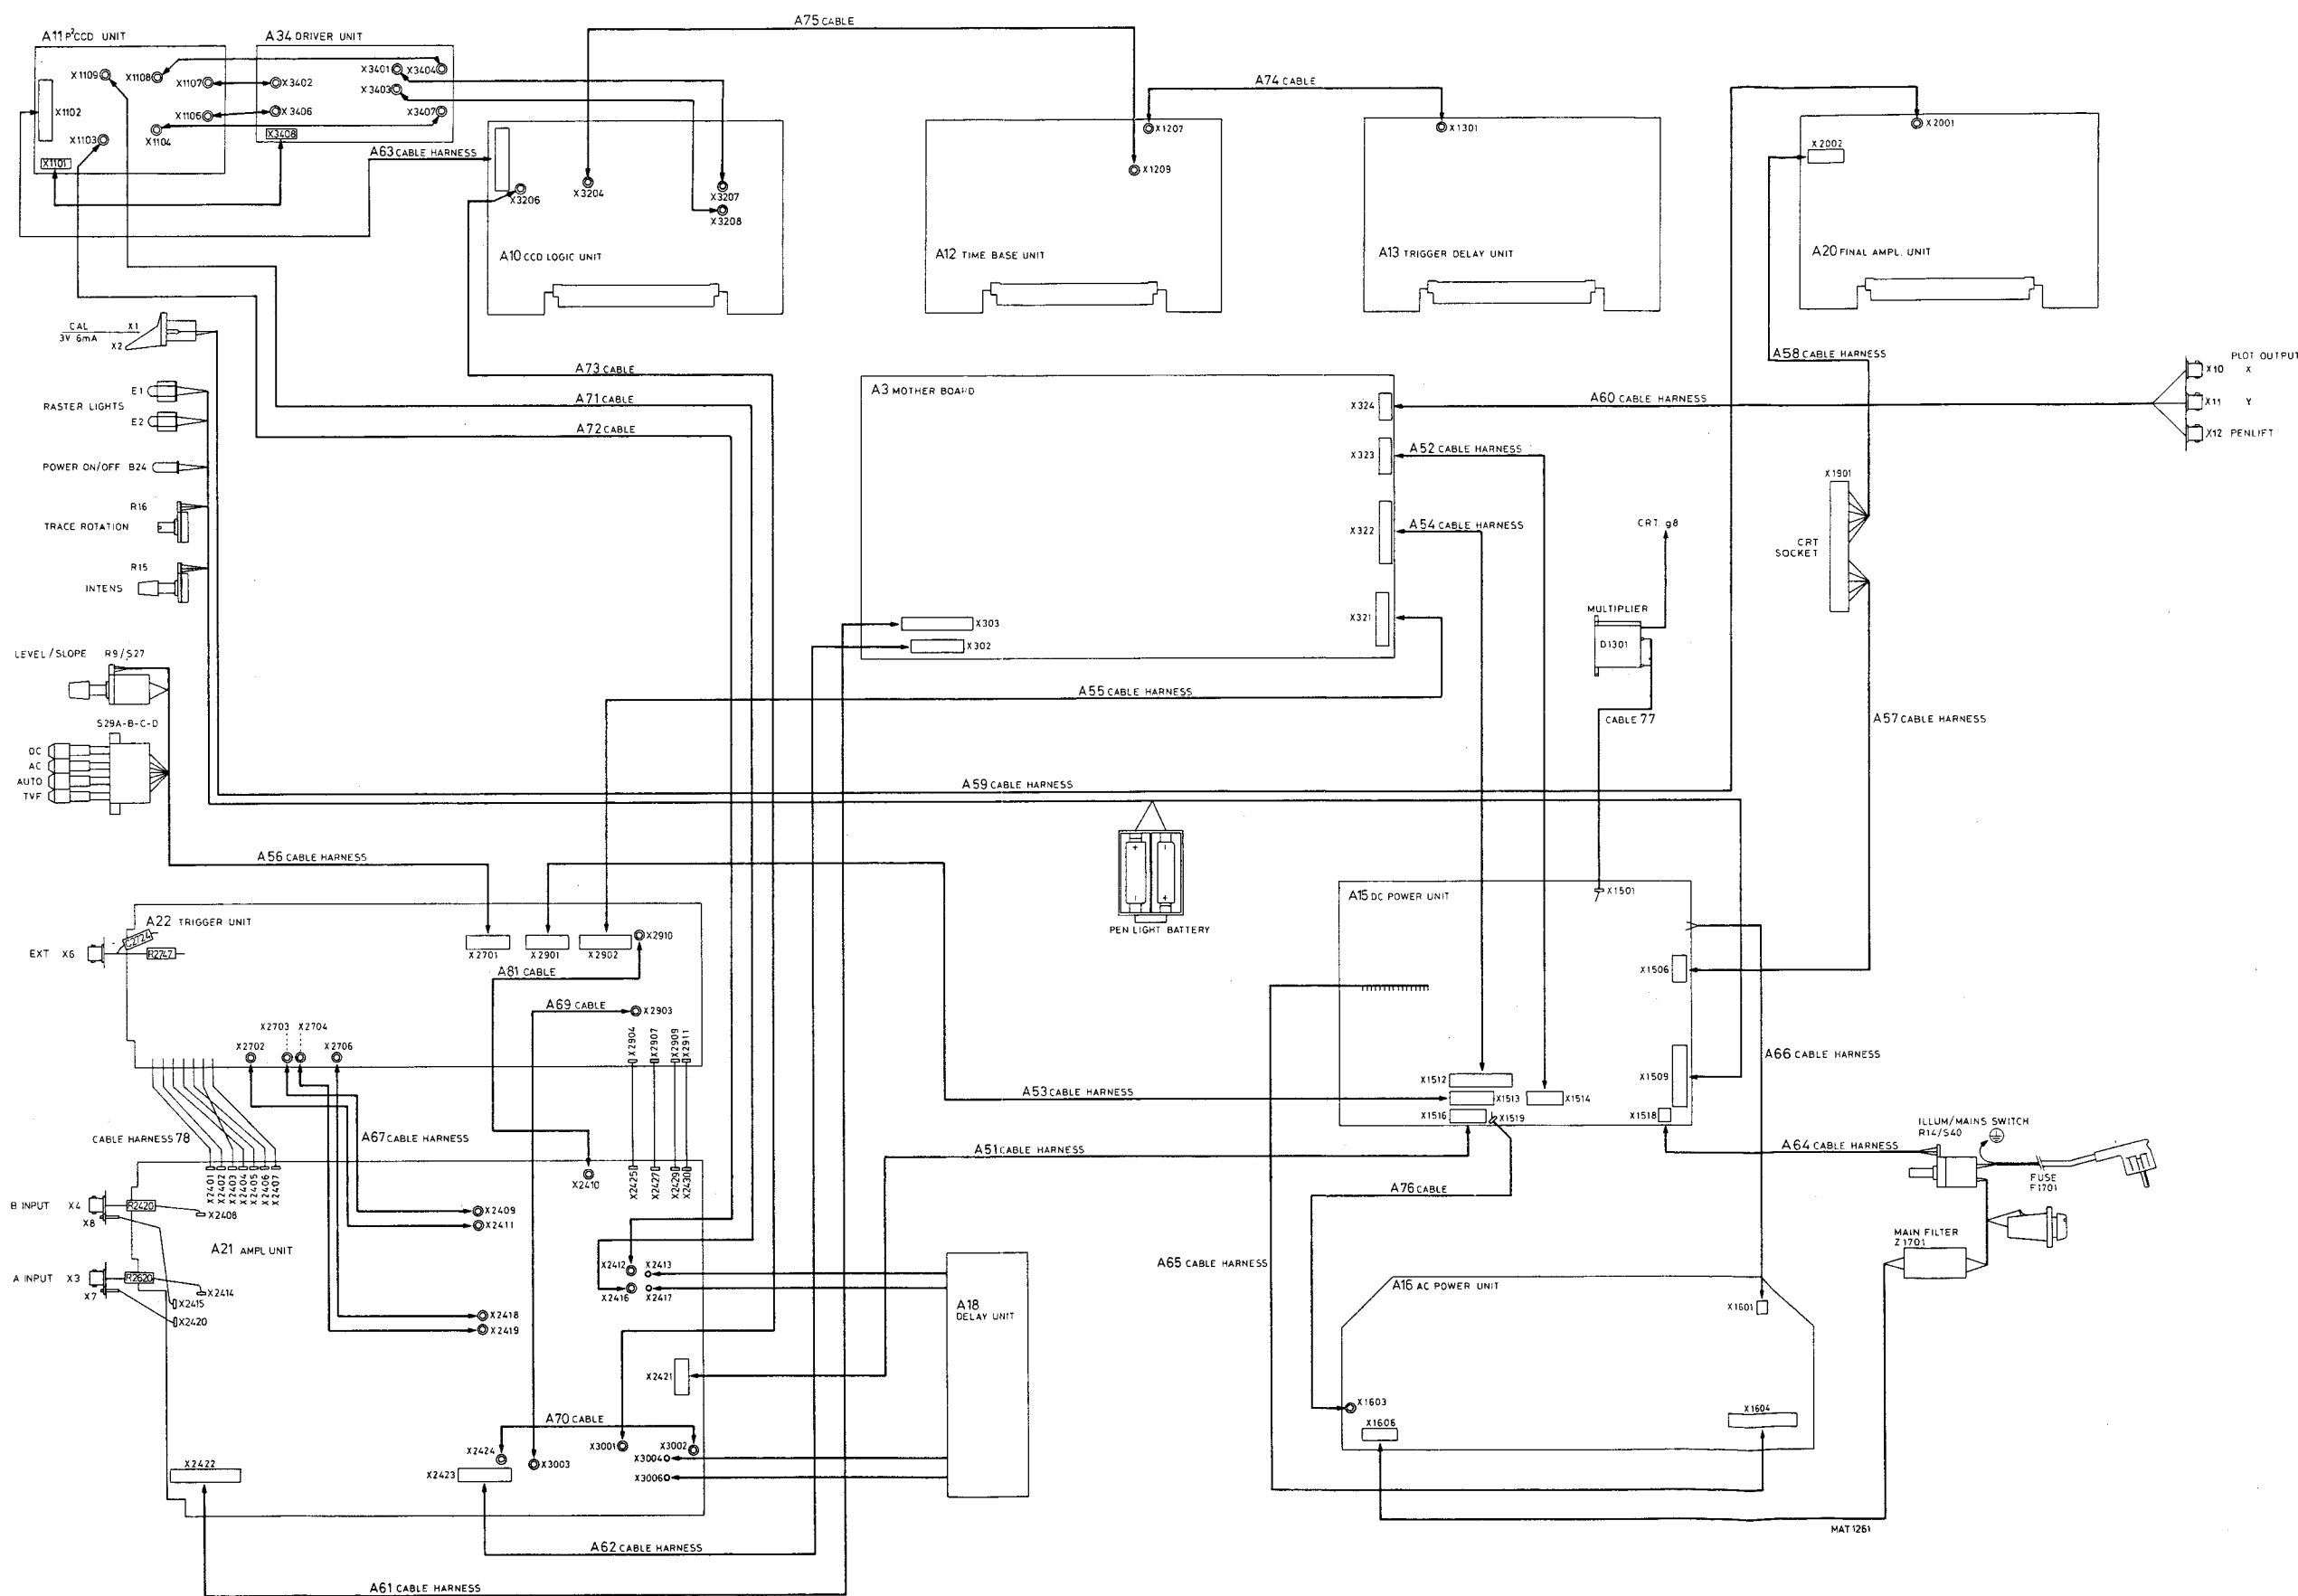 A75 CABLE
A11 P²CCD UNIT
A34 DRIVER UNIT
X1109
X1108
X1107
X3402
X3401
X3404
X3403
X1102
X1106
X3406
X3407
X1103
X1104
X3408
X1101
A63 CABLE HARNESS
A74 CABLE
X1207
X1301
X2001
X2002
X1209
X3206
X3204
X3207
X3208
A10 CCD LOGIC UNIT
A12 TIME BASE UNIT
A13 TRIGGER DELAY UNIT
A20 FINAL AMPL. UNIT
CAL X1
3V 6mA X2
A58 CABLE HARNESS
PLOT OUTPUT
X10 X
X11 Y
X12 PENLIFT
A73 CABLE
A71 CABLE
A72 CABLE
E1
RASTER LIGHTS
E2
POWER ON/OFF B24
R16
TRACE ROTATION
R15
INTENS
A3 MOTHER BOARD
X324
A60 CABLE HARNESS
X323
A52 CABLE HARNESS
X322
A54 CABLE HARNESS
X321
X303
X302
CRT. g8
X1901
CRT
SOCKET
MULTIPLIER
D1301
CABLE 77
A57 CABLE HARNESS
LEVEL/SLOPE R9/S27
A55 CABLE HARNESS
S29A-B-C-D
DC
AC
AUTO
TVF
A59 CABLE HARNESS
+ -
- +
PEN LIGHT BATTERY
A56 CABLE HARNESS
A22 TRIGGER UNIT
C2724
EXT X6
R2747
X2701
X2901
X2902
X2910
A81 CABLE
A69 CABLE
X2903
X2703
X2704
X2702
X2706
X2904
X2907
X2909
X2911
A15 DC POWER UNIT
X1501
X1506
X1509
A66 CABLE HARNESS
X1512
X1513
X1514
X1516
X1519
X1518
A53 CABLE HARNESS
CABLE HARNESS 78
A67 CABLE HARNESS
A51 CABLE HARNESS
A64 CABLE HARNESS
ILLUM/MAINS SWITCH
R14/S40
FUSE
F1701
MAIN FILTER
Z1701
A76 CABLE
A65 CABLE HARNESS
X2401
X2402
X2403
X2404
X2405
X2406
X2407
X2410
X2425
X2427
X2429
X2430
B INPUT X4
R2420
X8
X2408
X2409
X2411
A21 AMPL UNIT
A INPUT X3
R2620
X7
X2414
X2415
X2420
X2412
X2413
X2416
X2417
X2418
X2419
A18
DELAY UNIT
X2421
A16 AC POWER UNIT
X1601
X1603
X1606
X1604
A70 CABLE
X2424
X3001
X3002
X3003
X3004
X3006
X2422
X2423
A62 CABLE HARNESS
A61 CABLE HARNESS
MAT 1261